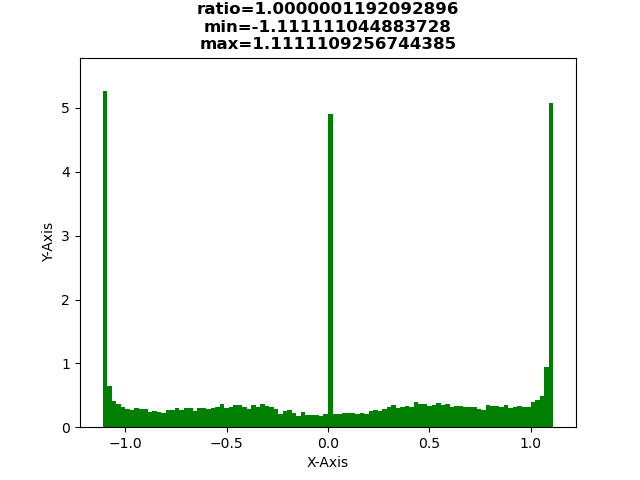 ratio=1.0000001192092896
min=-1.111111044883728
max=1.1111109256744385
5
4
3
2
1
0
Y-Axis
−1.0 −0.5 0.0 0.5 1.0
X-Axis